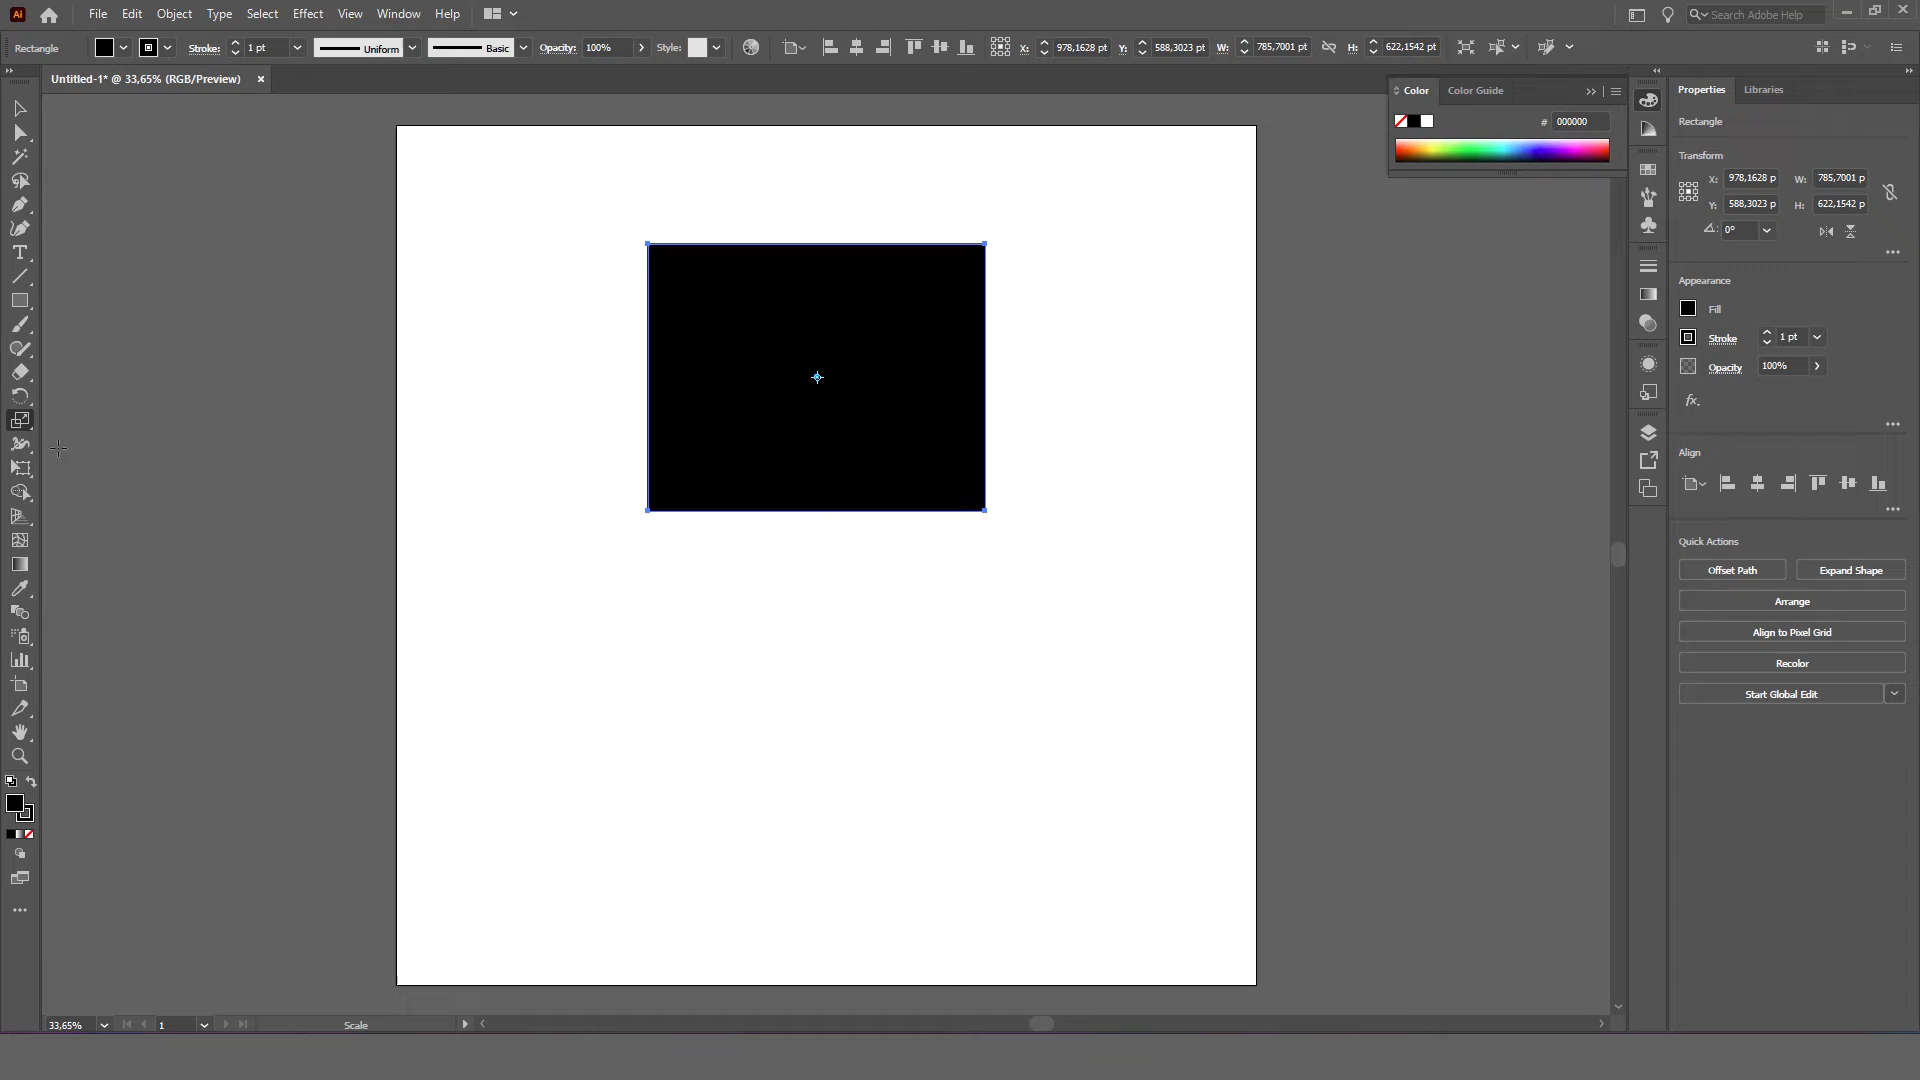 Ai File Edit Object Type Select Effect View Window Help Search Adobe Help
Rectangle Stroke: 1 pt Uniform Basic Opacity: 100% Style: X: 978,1628 pt Y: 588,3023 pt W: 785,7001 pt H: 622,1542 pt
Untitled-1* @ 33,65% (RGB/Preview)
Color Color Guide
# 000000
Properties Libraries
Rectangle
Transform
X: 978,1628 p W: 785,7001 p
Y: 588,3023 p H: 622,1542 p
0°
Appearance
Fill
Stroke 1 pt
Opacity 100%
fx.
Align
Quick Actions
Offset Path Expand Shape
Arrange
Align to Pixel Grid
Recolor
Start Global Edit
33,65% 1 Scale